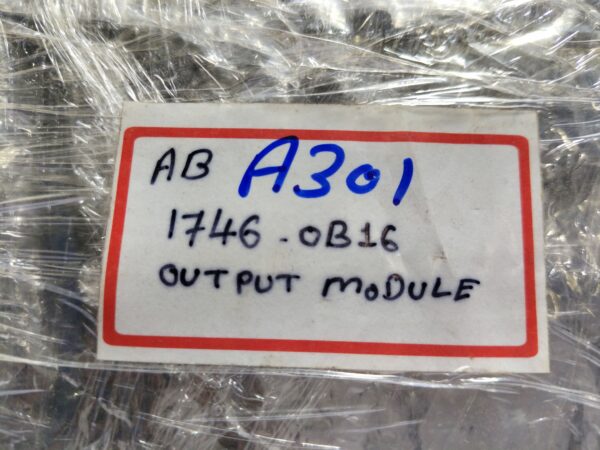 AB A301
1746-OB16
OUTPUT MODULE